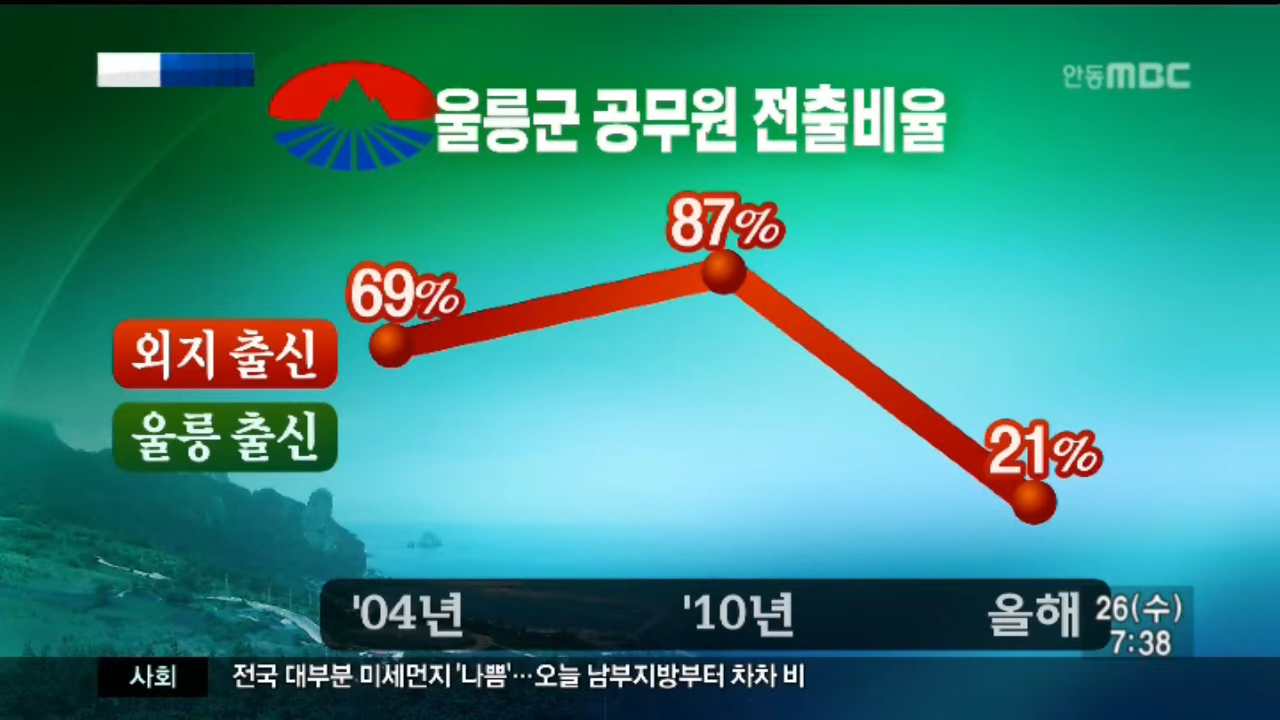 안동MBC
울릉군 공무원 전출비율
87%
69%
외지 출신
울릉 출신
21%
'04년 '10년 올해
26(수)
7:38
사회 전국 대부분 미세먼지 '나쁨'…오늘 남부지방부터 차차 비